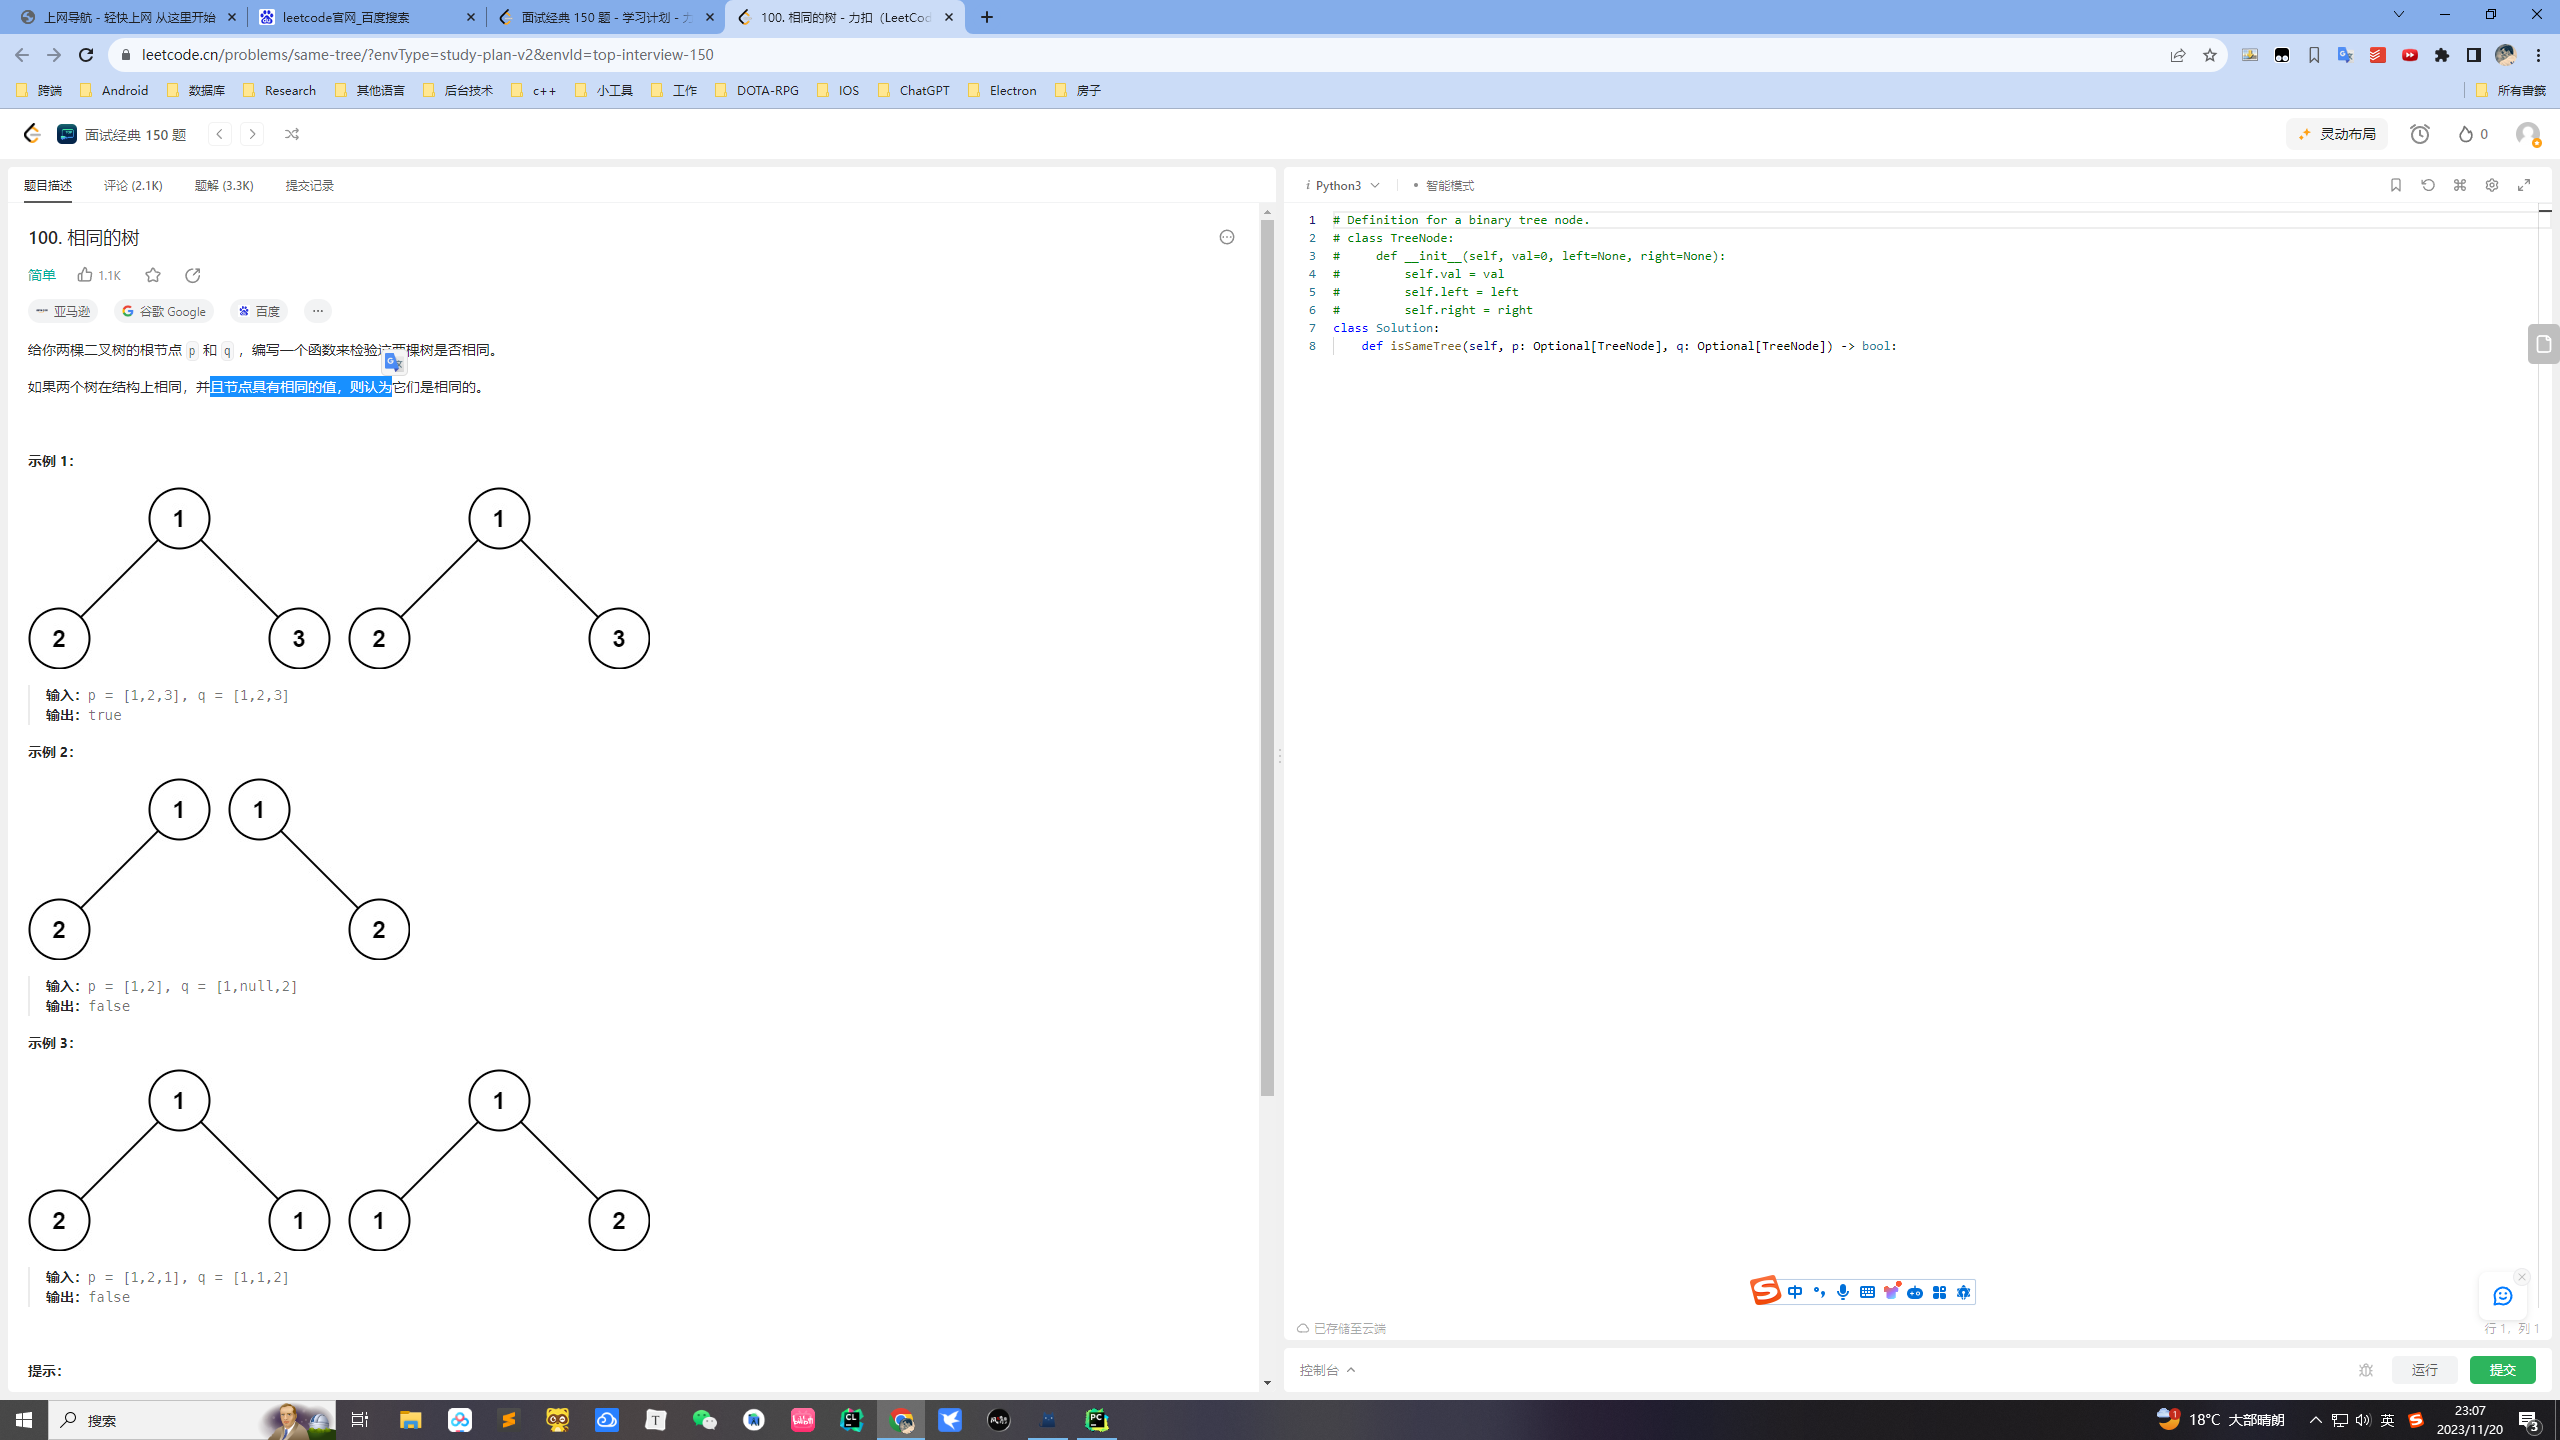 上网导航 - 轻快上网 从这里开始
leetcode官网_百度搜索
面试经典 150 题 - 学习计划 - 力
100. 相同的树 - 力扣（LeetCod
leetcode.cn/problems/same-tree/?envType=study-plan-v2&envId=top-interview-150
跨端 Android 数据库 Research 其他语言 后台技术 c++ 小工具 工作 DOTA-RPG IOS ChatGPT Electron 房子 所有書籤
面试经典 150 题
灵动布局 0
题目描述 评论 (2.1K) 题解 (3.3K) 提交记录
100. 相同的树
简单 1.1K
亚马逊 谷歌 Google 百度
给你两棵二叉树的根节点 p 和 q ，编写一个函数来检验这两棵树是否相同。
如果两个树在结构上相同，并且节点具有相同的值，则认为它们是相同的。
示例 1：
1 1
2 3 2 3
输入：p = [1,2,3], q = [1,2,3]
输出：true
示例 2：
1 1
2 2
输入：p = [1,2], q = [1,null,2]
输出：false
示例 3：
1 1
2 1 1 2
输入：p = [1,2,1], q = [1,1,2]
输出：false
提示：
i Python3 • 智能模式
1 # Definition for a binary tree node.
2 # class TreeNode:
3 #     def __init__(self, val=0, left=None, right=None):
4 #         self.val = val
5 #         self.left = left
6 #         self.right = right
7 class Solution:
8     def isSameTree(self, p: Optional[TreeNode], q: Optional[TreeNode]) -> bool:
中
已存储至云端
行 1，列 1
控制台
运行 提交
搜索
18°C 大部晴朗
英
23:07
2023/11/20
3